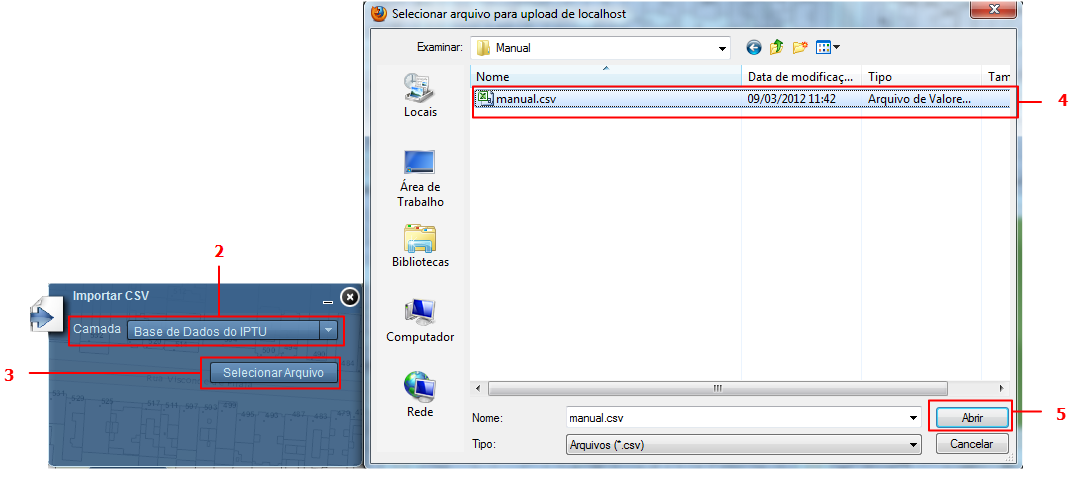 Selecionar arquivo para upload de localhost
Examinar: Manual
Nome Data de modificaç... Tipo Tam
manual.csv 09/03/2012 11:42 Arquivo de Valore...
4
Locais
Área de
Trabalho
Bibliotecas
Computador
Rede
Nome: manual.csv Abrir
5
Tipo: Arquivos (*.csv) Cancelar
2
Importar CSV
Camada Base de Dados do IPTU
3
Selecionar Arquivo